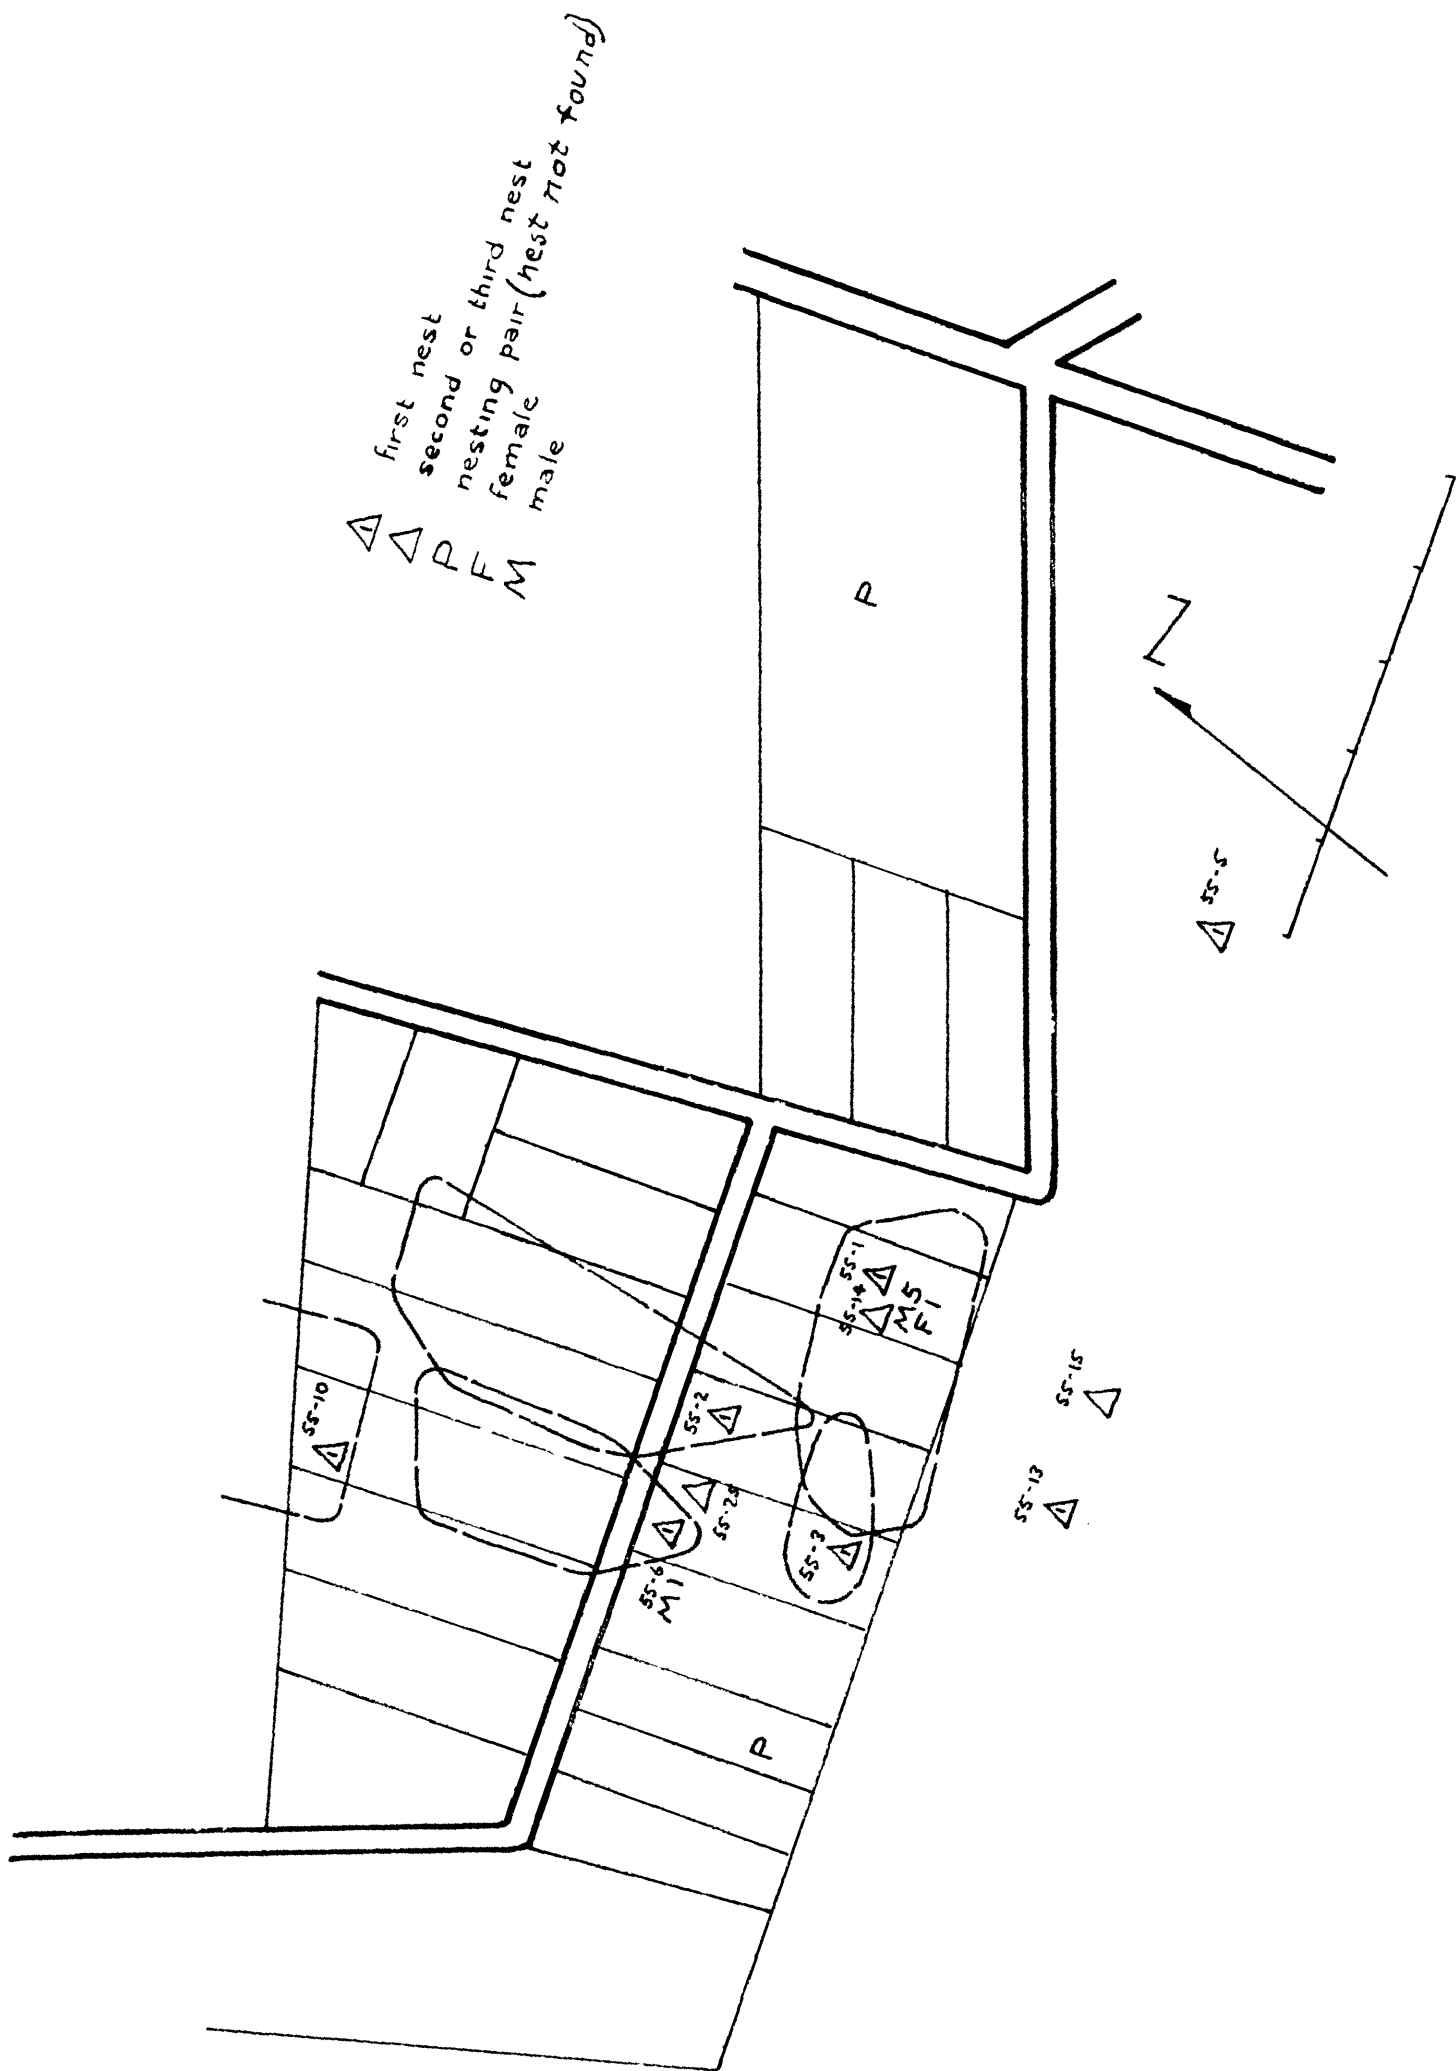 △1 first nest
△ second or third nest
P nesting pair (nest not found)
F female
M male
P
N
55-5
55-10
55-1
55-14
M5
F1
55-2
55-25
55-6
M1
55-3
55-15
55-13
P